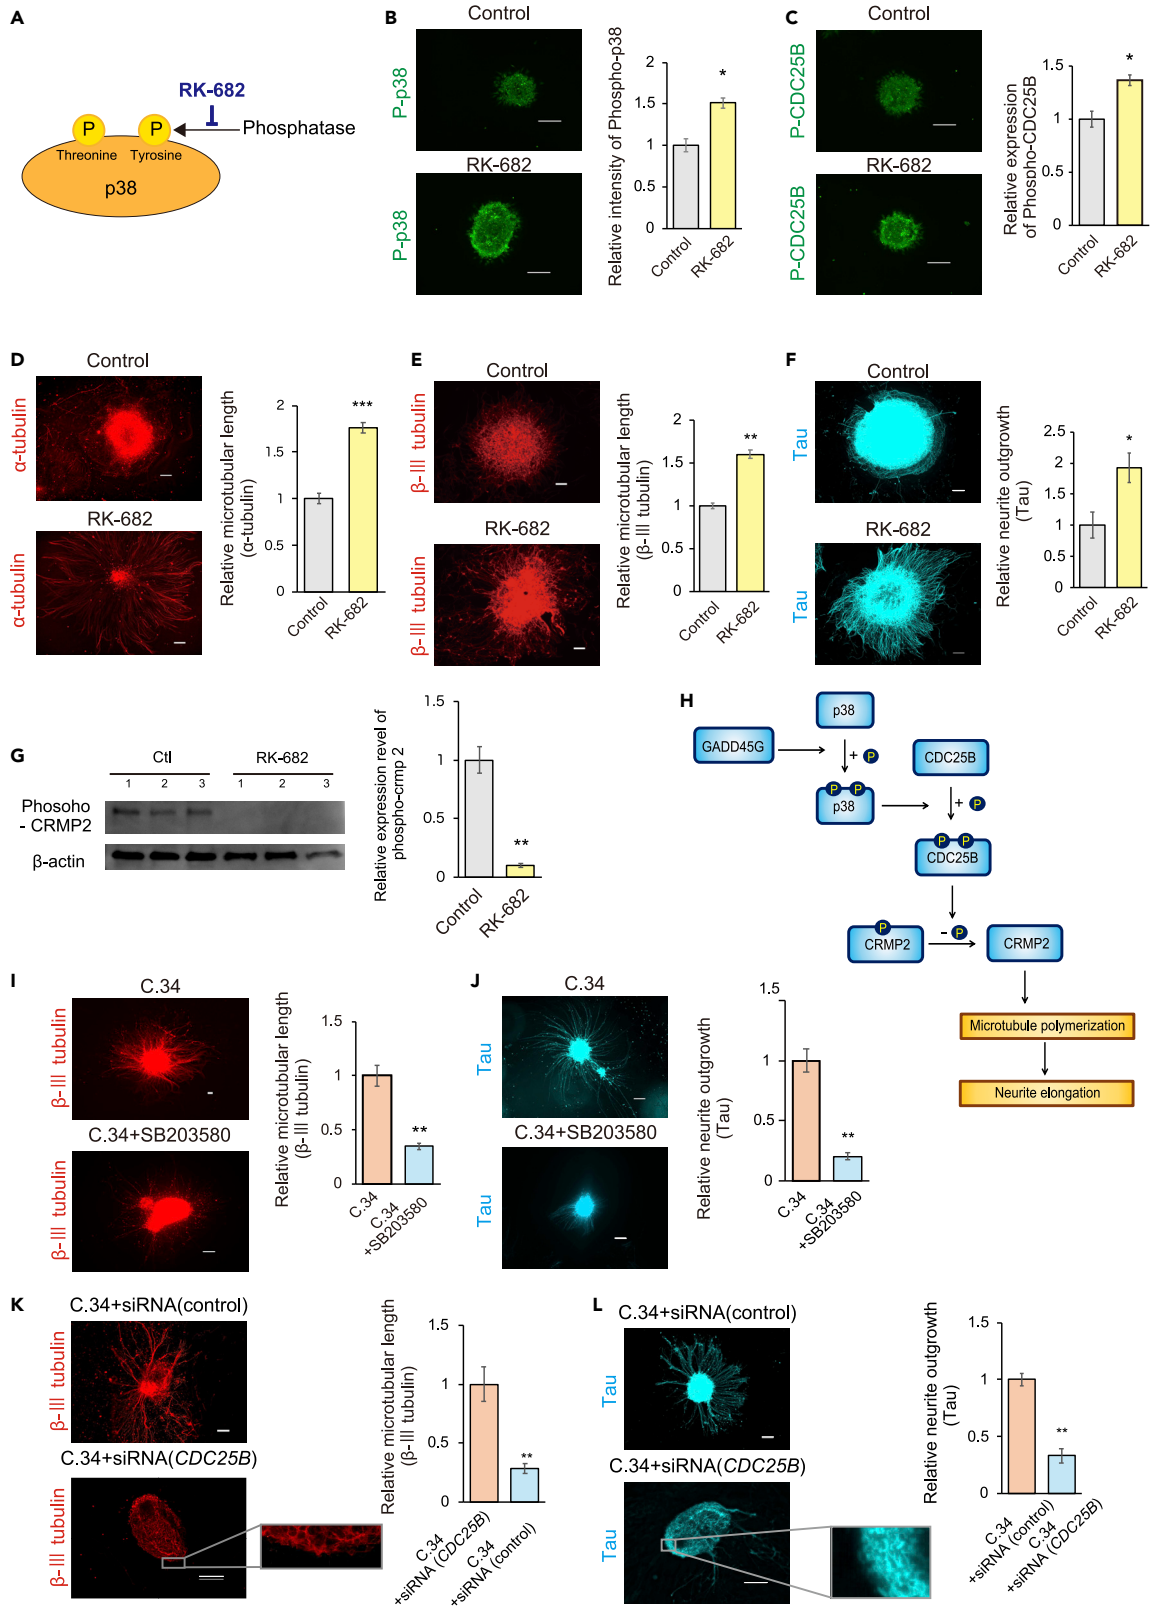 A
RK-682
P
P
Phosphatase
Threonine
Tyrosine
p38
B
Control
P-p38
RK-682
P-p38
Relative intensity of Phospho-p38
2
1.5
1
0.5
0
*
Control
RK-682
C
Control
P-CDC25B
RK-682
P-CDC25B
Relative expression
of Phospho-CDC25B
1.5
1
0.5
0
*
Control
RK-682
D
Control
α-tubulin
RK-682
α-tubulin
Relative microtubular length
(α-tubulin)
2
1.5
1
0.5
0
***
Control
RK-682
E
Control
β-III tubulin
RK-682
β-III tubulin
Relative microtubular length
(β-III tubulin)
2
1.5
1
0.5
0
**
Control
RK-682
F
Control
Tau
RK-682
Tau
Relative neurite outgrowth
(Tau)
2.5
2
1.5
1
0.5
0
*
Control
RK-682
G
Ctl
RK-682
1
2
3
1
2
3
Phosoho
- CRMP2
β-actin
Relative expression revel of
phospho-crmp 2
1.5
1
0.5
0
**
Control
RK-682
H
p38
GADD45G
+ P
CDC25B
P P
p38
+ P
P P
CDC25B
P
CRMP2
- P
CRMP2
Microtubule polymerization
Neurite elongation
I
C.34
β-III tubulin
C.34+SB203580
β-III tubulin
Relative microtubular length
(β-III tubulin)
1.5
1
0.5
0
**
C.34
C.34
+SB203580
J
C.34
Tau
C.34+SB203580
Tau
Relative neurite outgrowth
(Tau)
1.5
1
0.5
0
**
C.34
C.34
+SB203580
K
C.34+siRNA(control)
β-III tubulin
C.34+siRNA(CDC25B)
β-III tubulin
Relative microtubular length
(β-III tubulin)
1.5
1
0.5
0
**
C.34
+siRNA (CDC25B)
C.34
+siRNA (control)
L
C.34+siRNA(control)
Tau
C.34+siRNA(CDC25B)
Tau
Relative neurite outgrowth
(Tau)
1.5
1
0.5
0
**
C.34
+siRNA (control)
C.34
+siRNA (CDC25B)